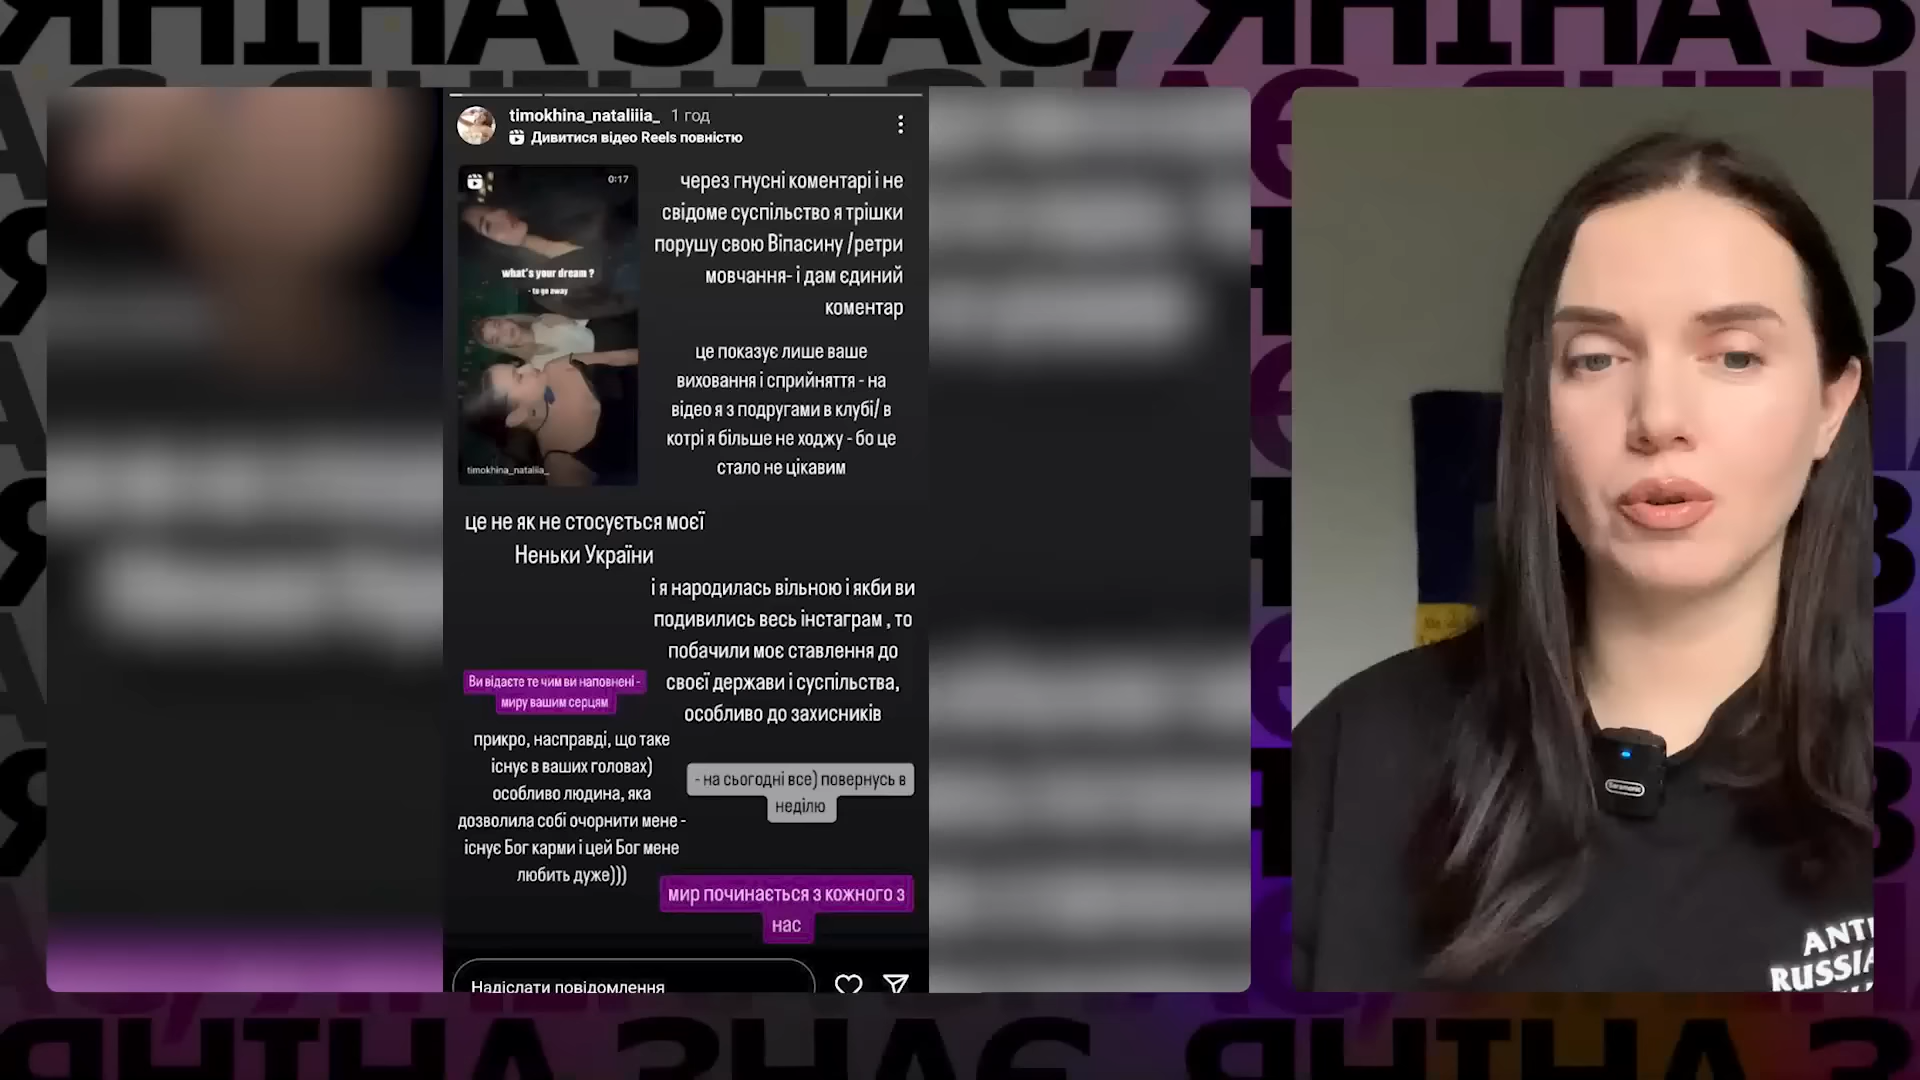 ЯНІНА ЗНАЄ, ЯНІНА З
timokhina_nataliiia_ 1 год
Дивитися відео Reels повністю
0:17
what's your dream ?
- to go away
timokhina_nataliia_
через гнусні коментарі і не
свідоме суспільство я трішки
порушу свою Віпасину /ретри
мовчання- і дам єдиний
коментар
це показує лише ваше
виховання і сприйняття - на
відео я з подругами в клубі/ в
котрі я більше не ходжу - бо це
стало не цікавим
це не як не стосується моєї
Неньки України
і я народилась вільною і якби ви
подивились весь інстаграм , то
побачили моє ставлення до
своєї держави і суспільства,
особливо до захисників
Ви відаєте те чим ви наповнені -
миру вашим серцям
прикро, насправді, що таке
існує в ваших головах)
особливо людина, яка
дозволила собі очорнити мене -
існує Бог карми і цей Бог мене
любить дуже)))
- на сьогодні все) повернусь в
неділю
мир починається з кожного з
нас
Надіслати повідомлення
Saramonic
ANTI
RUSSIA
ЯНІНА ЗНАЄ, ЯНІНА З